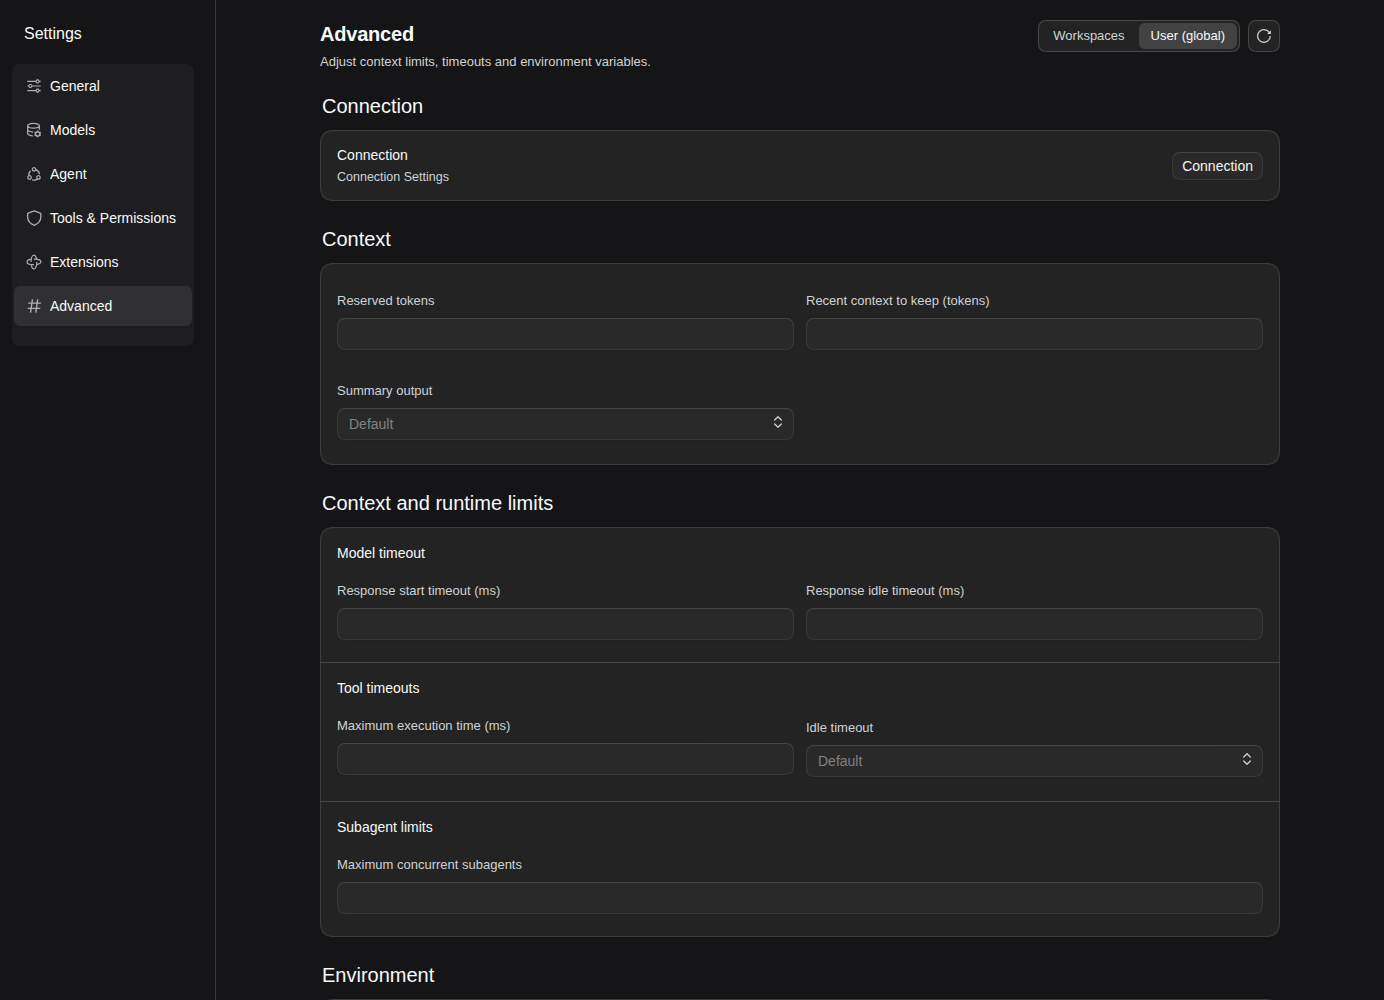 Settings
General
Models
Agent
Tools & Permissions
Extensions
Advanced
Advanced
Adjust context limits, timeouts and environment variables.
Workspaces
User (global)
Connection
Connection
Connection Settings
Connection
Context
Reserved tokens
Recent context to keep (tokens)
Summary output
Default
Context and runtime limits
Model timeout
Response start timeout (ms)
Response idle timeout (ms)
Tool timeouts
Maximum execution time (ms)
Idle timeout
Default
Subagent limits
Maximum concurrent subagents
Environment